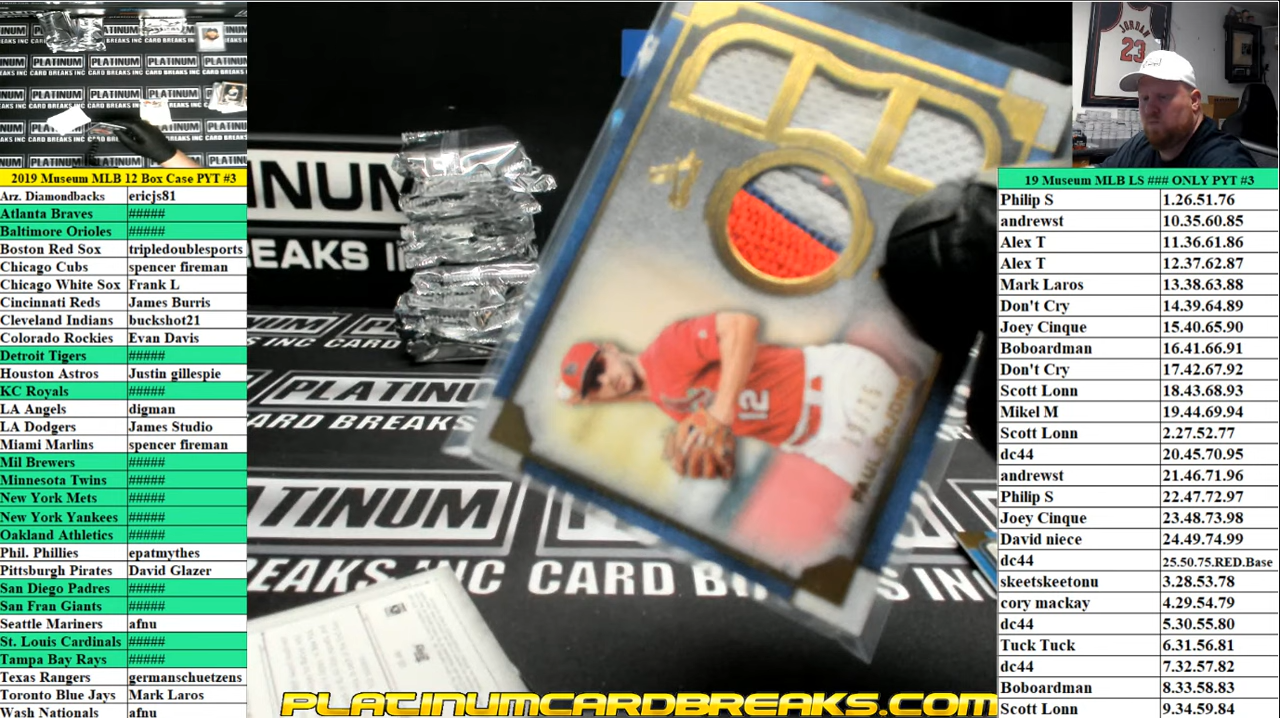 2019 Museum MLB 12 Box Case PYT #3
Arz. Diamondbacks ericjs81
Atlanta Braves #####
Baltimore Orioles #####
Boston Red Sox tripledoublesports
Chicago Cubs spencer fireman
Chicago White Sox Frank L
Cincinnati Reds James Burris
Cleveland Indians buckshot21
Colorado Rockies Evan Davis
Detroit Tigers #####
Houston Astros Justin gillespie
KC Royals #####
LA Angels digman
LA Dodgers James Studio
Miami Marlins spencer fireman
Mil Brewers #####
Minnesota Twins #####
New York Mets #####
New York Yankees #####
Oakland Athletics #####
Phil. Phillies epatmythes
Pittsburgh Pirates David Glazer
San Diego Padres #####
San Fran Giants #####
Seattle Mariners afnu
St. Louis Cardinals #####
Tampa Bay Rays #####
Texas Rangers germanschuetzens
Toronto Blue Jays Mark Laros
Wash Nationals afnu
PLATINUM
CARD BREAKS INC
12
PAUL DEJONG
PLATINUMCARDBREAKS.COM
JORDAN
23
19 Museum MLB LS ### ONLY PYT #3
Philip S 1.26.51.76
andrewst 10.35.60.85
Alex T 11.36.61.86
Alex T 12.37.62.87
Mark Laros 13.38.63.88
Don't Cry 14.39.64.89
Joey Cinque 15.40.65.90
Boboardman 16.41.66.91
Don't Cry 17.42.67.92
Scott Lonn 18.43.68.93
Mikel M 19.44.69.94
Scott Lonn 2.27.52.77
dc44 20.45.70.95
andrewst 21.46.71.96
Philip S 22.47.72.97
Joey Cinque 23.48.73.98
David niece 24.49.74.99
dc44 25.50.75.RED.Base
skeetskeetonu 3.28.53.78
cory mackay 4.29.54.79
dc44 5.30.55.80
Tuck Tuck 6.31.56.81
dc44 7.32.57.82
Boboardman 8.33.58.83
Scott Lonn 9.34.59.84